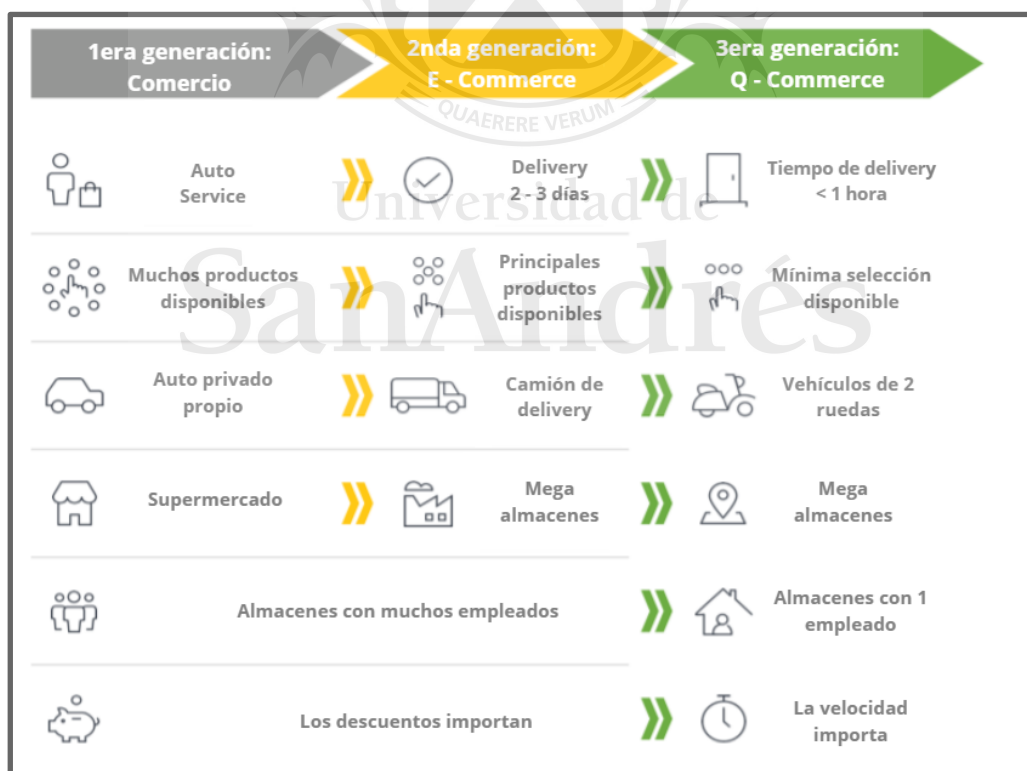 1era generación:
Comercio
2nda generación:
E - Commerce
3era generación:
Q - Commerce
QUAERERE VERUM
Universidad de
SanAndrés
Auto
Service
Delivery
2 - 3 días
Tiempo de delivery
< 1 hora
Muchos productos
disponibles
Principales
productos
disponibles
Mínima selección
disponible
Auto privado
propio
Camión de
delivery
Vehículos de 2
ruedas
Supermercado
Mega
almacenes
Mega
almacenes
Almacenes con muchos empleados
Almacenes con 1
empleado
Los descuentos importan
La velocidad
importa